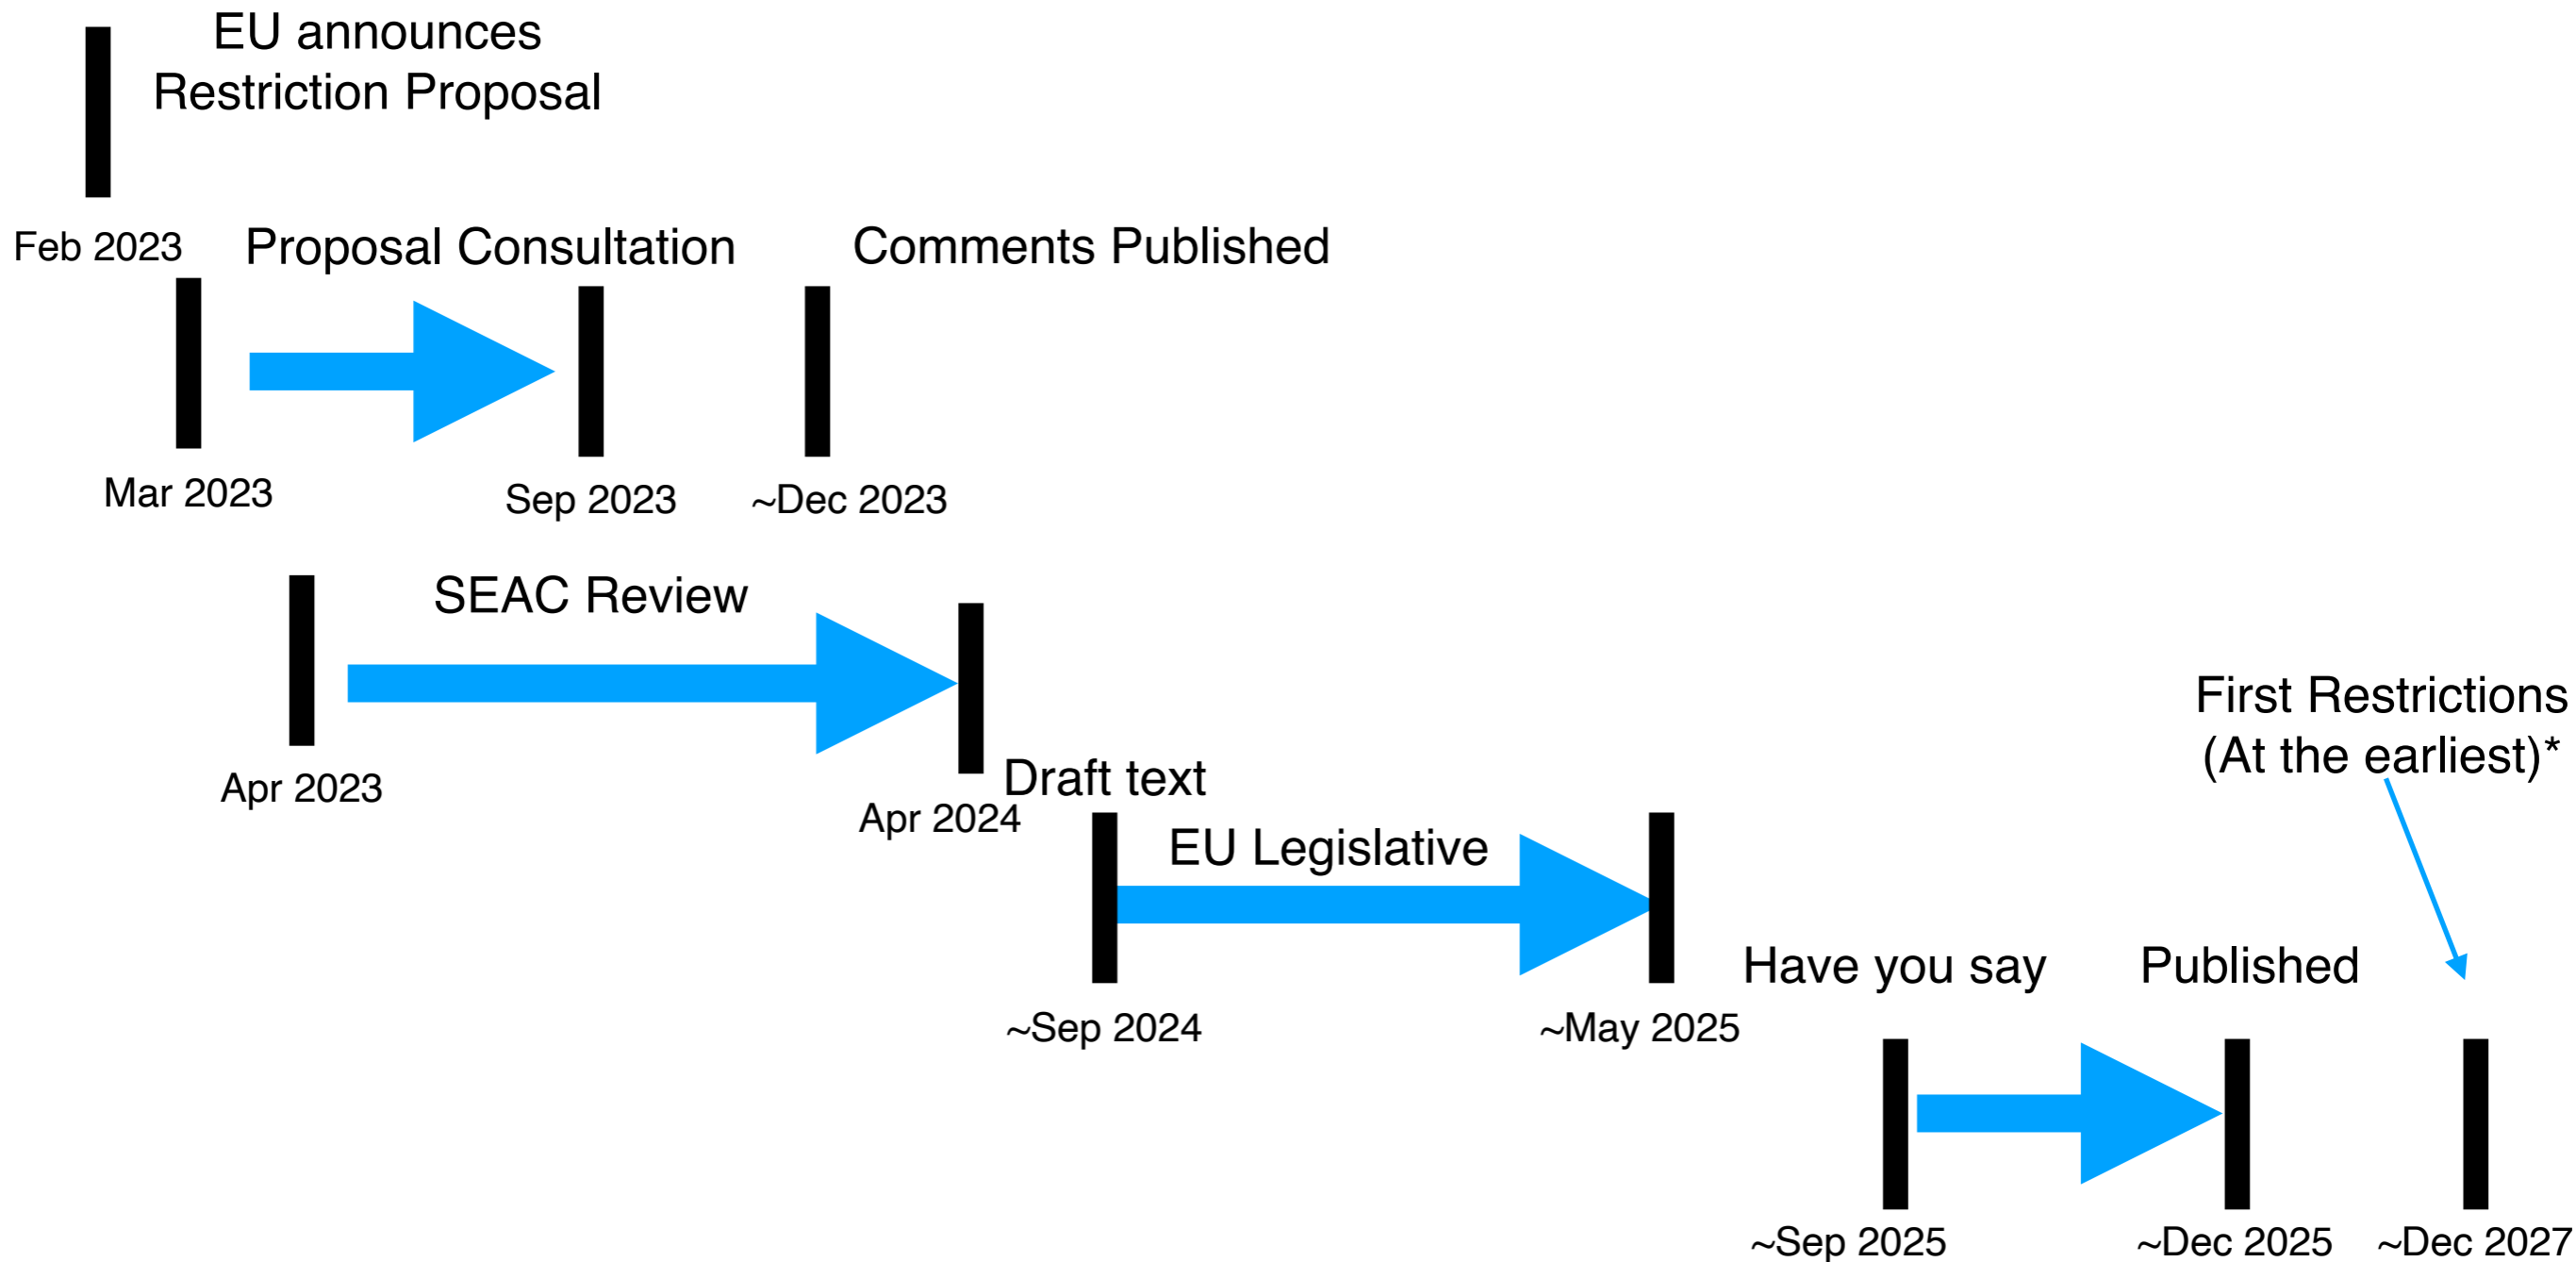 EU announces
Restriction Proposal
Feb 2023
Proposal Consultation
Comments Published
Mar 2023
Sep 2023
~Dec 2023
SEAC Review
Apr 2023
Apr 2024
Draft text
EU Legislative
~Sep 2024
~May 2025
First Restrictions
(At the earliest)*
Have you say
Published
~Sep 2025
~Dec 2025
~Dec 2027